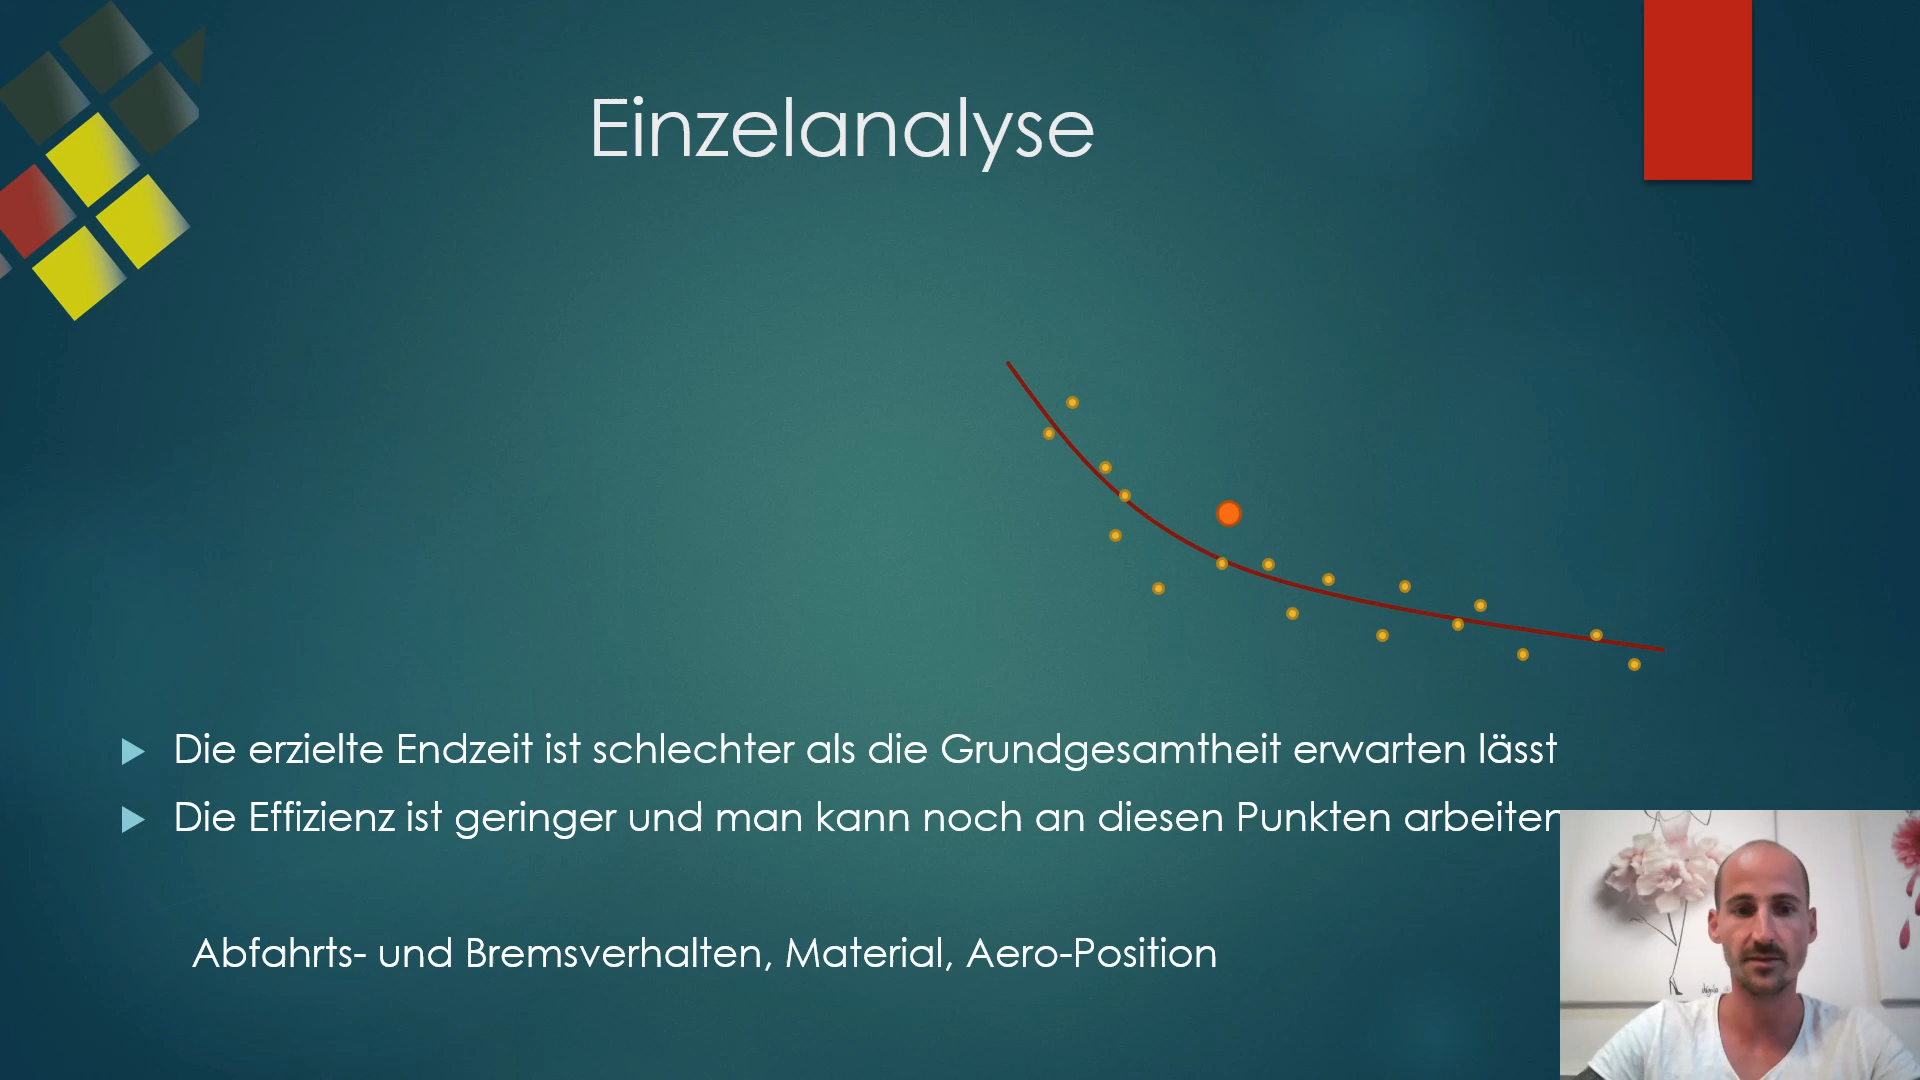 Einzelanalyse
Die erzielte Endzeit ist schlechter als die Grundgesamtheit erwarten lässt
Die Effizienz ist geringer und man kann noch an diesen Punkten arbeiten
Abfahrts- und Bremsverhalten, Material, Aero-Position